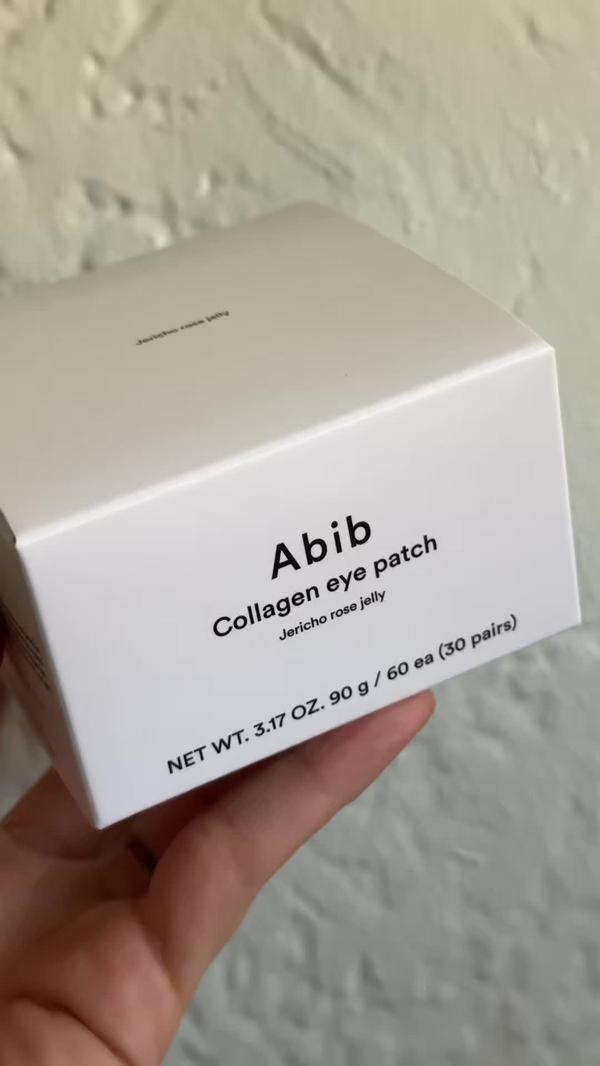 Jericho rose jelly
Abib
Collagen eye patch
Jericho rose jelly
NET WT. 3.17 OZ. 90 g / 60 ea (30 pairs)